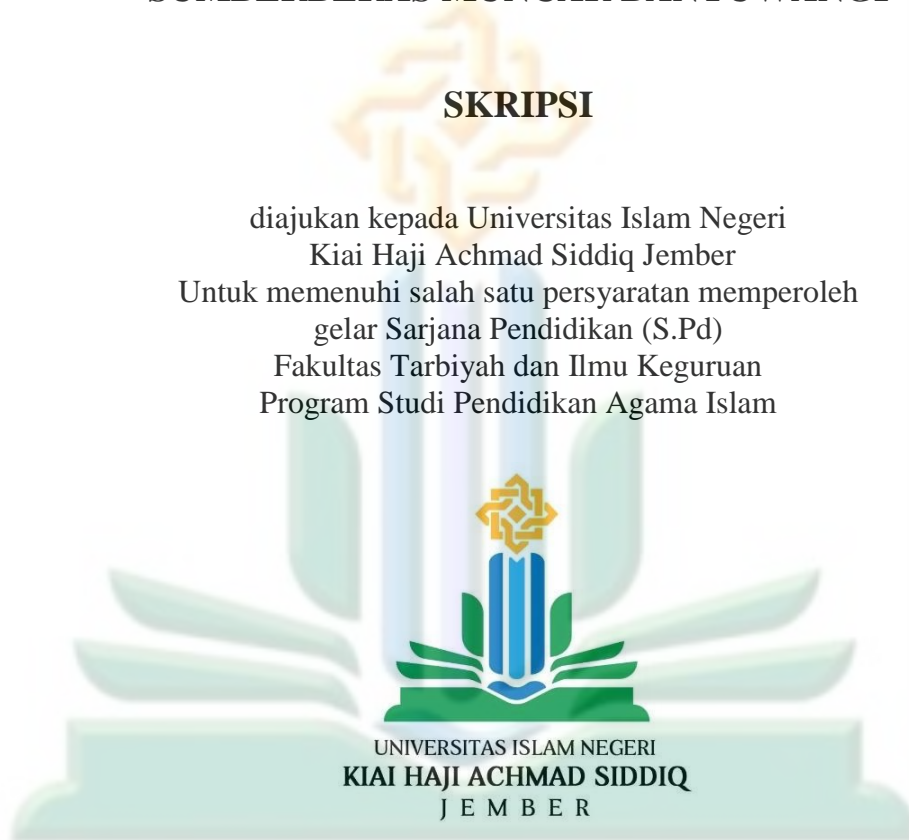 SKRIPSI
diajukan kepada Universitas Islam Negeri
Kiai Haji Achmad Siddiq Jember
Untuk memenuhi salah satu persyaratan memperoleh
gelar Sarjana Pendidikan (S.Pd)
Fakultas Tarbiyah dan Ilmu Keguruan
Program Studi Pendidikan Agama Islam
UNIVERSITAS ISLAM NEGERI
KIAI HAJI ACHMAD SIDDIQ
JEMBER